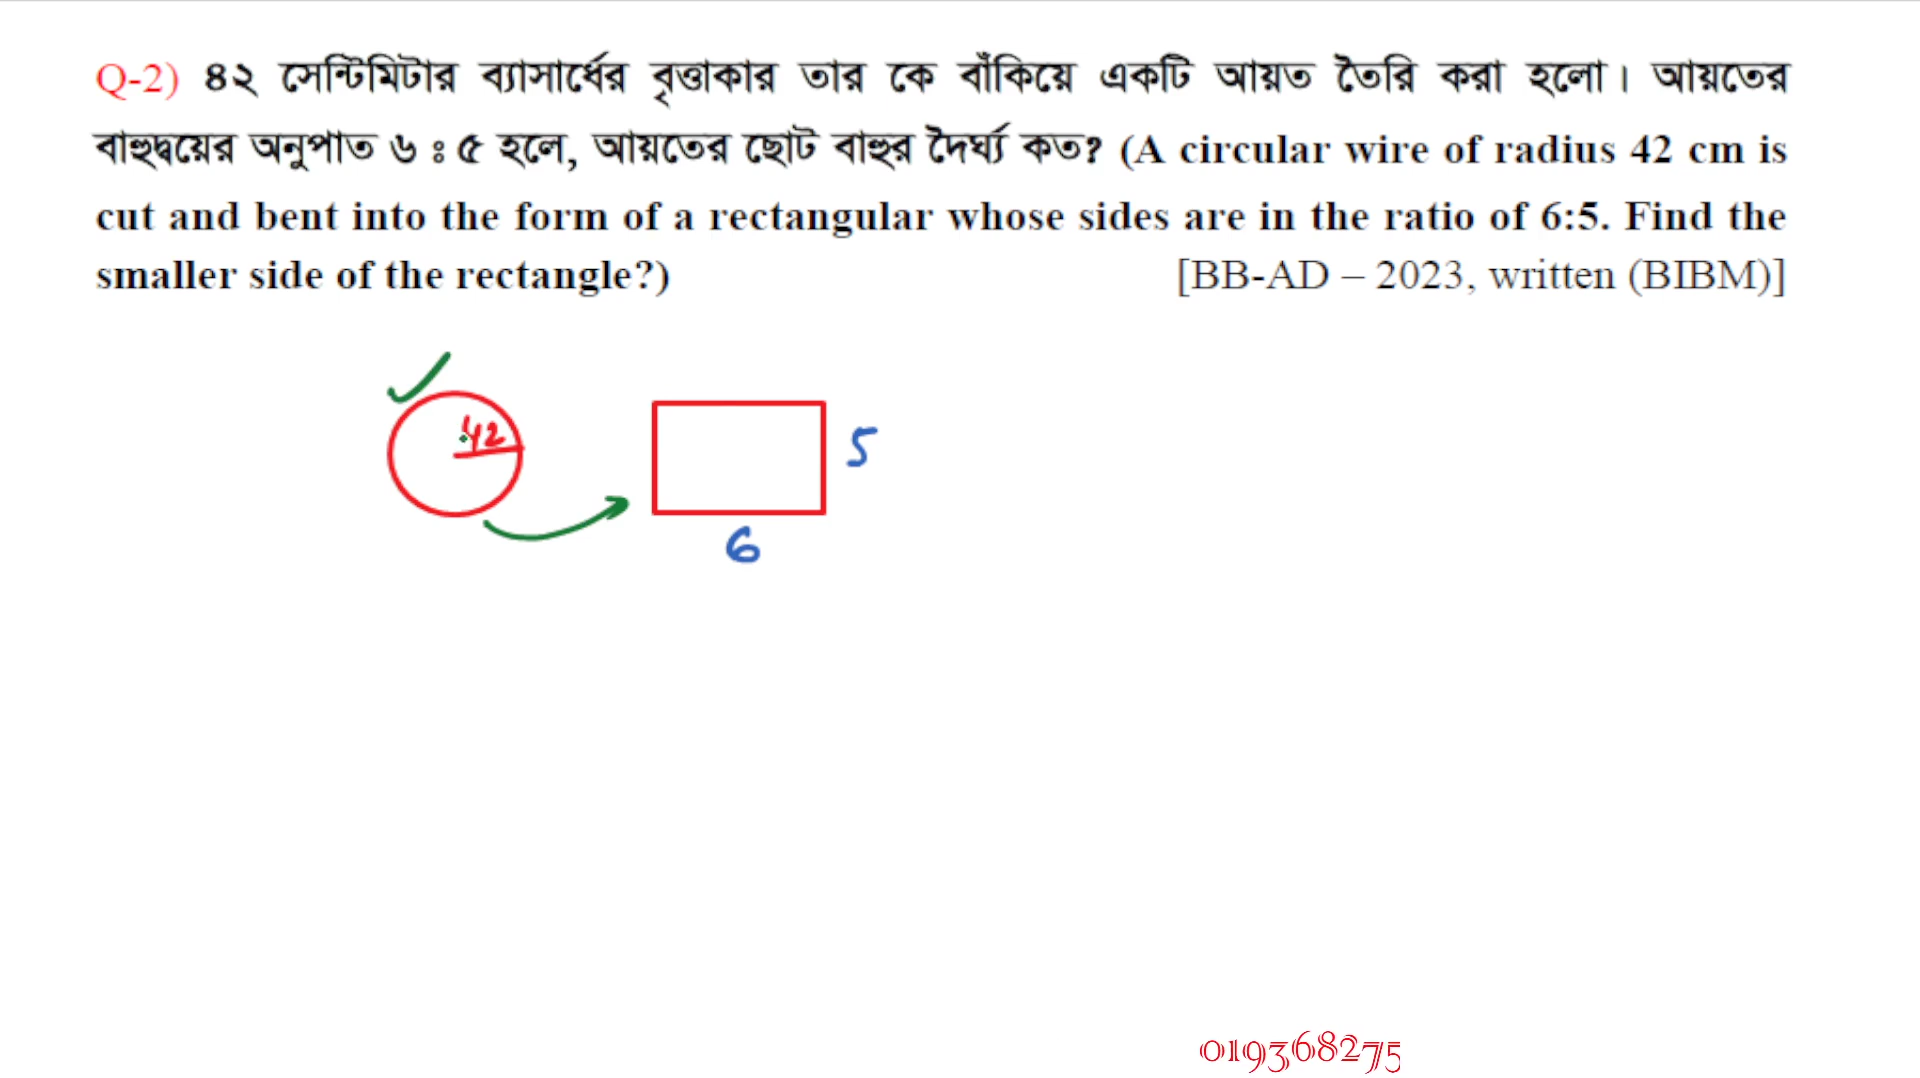 Q-2) ৪২ সেন্টিমিটার ব্যাসার্ধের বৃত্তাকার তার কে বাঁকিয়ে একটি আয়ত তৈরি করা হলো। আয়তের
বাহুদ্বয়ের অনুপাত ৬ ঃ ৫ হলে, আয়তের ছোট বাহুর দৈর্ঘ্য কত? (A circular wire of radius 42 cm is
cut and bent into the form of a rectangular whose sides are in the ratio of 6:5. Find the
smaller side of the rectangle?) [BB-AD – 2023, written (BIBM)]
42
5
6
019368275